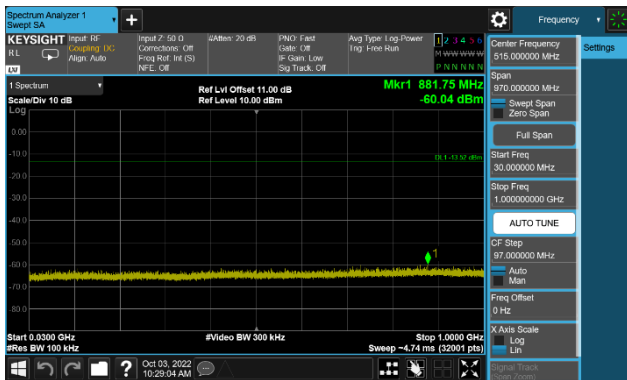 Spectrum Analyzer 1
Swept SA
Frequency
KEYSIGHT
RL
Input: RF
Coupling: DC
Align: Auto
Input Z: 50 Ω
Corrections: Off
Freq Ref: Int (S)
NFE: Off
#Atten: 20 dB
PNO: Fast
Gate: Off
IF Gain: Low
Sig Track: Off
Avg Type: Log-Power
Trig: Free Run
1 2 3 4 5 6
M W W W W W
P N N N N N
1 Spectrum
Scale/Div 10 dB
Log
Ref Lvl Offset 11.00 dB
Ref Level 10.00 dBm
Mkr1 881.75 MHz
-60.04 dBm
0.00
-10.0
DL1 -13.52 dBm
-20.0
-30.0
-40.0
-50.0
1
-60.0
-70.0
-80.0
Start 0.0300 GHz
#Res BW 100 kHz
#Video BW 300 kHz
Stop 1.0000 GHz
Sweep ~4.74 ms (32001 pts)
Oct 03, 2022
10:29:04 AM
Center Frequency
515.000000 MHz
Settings
Span
970.000000 MHz
Swept Span
Zero Span
Full Span
Start Freq
30.000000 MHz
Stop Freq
1.000000000 GHz
AUTO TUNE
CF Step
97.000000 MHz
Auto
Man
Freq Offset
0 Hz
X Axis Scale
Log
Lin
Signal Track
(Span Zoom)